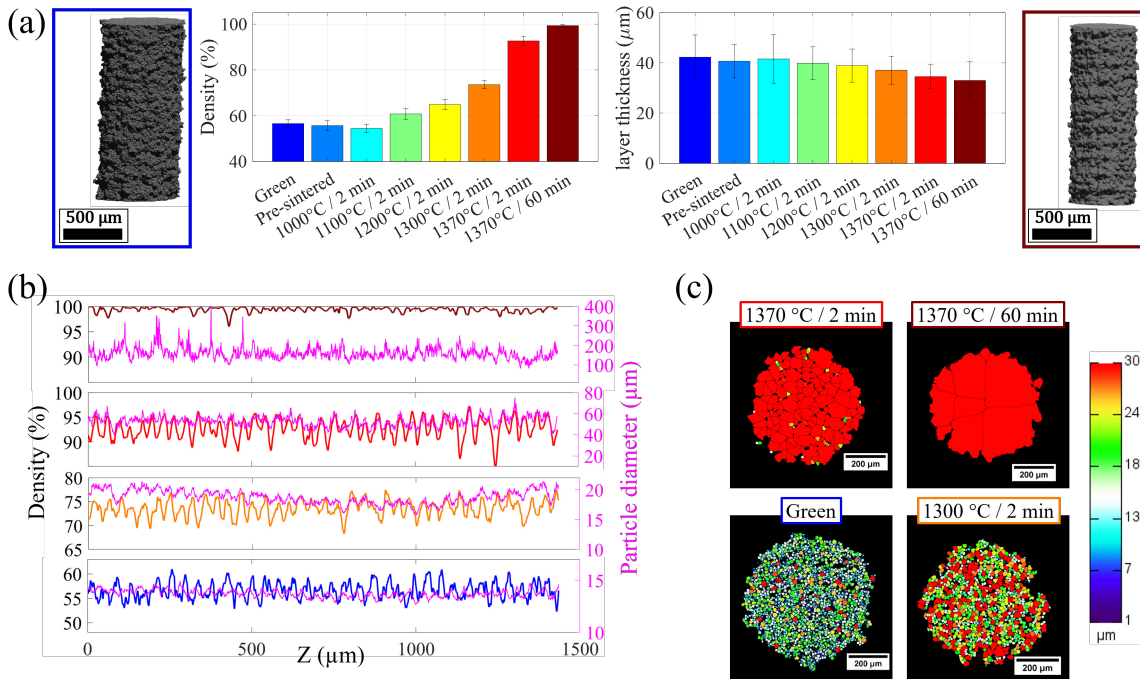 (a)
500 µm
Density (%)
100
80
60
40
Green
Pre-sintered
1000°C / 2 min
1100°C / 2 min
1200°C / 2 min
1300°C / 2 min
1370°C / 2 min
1370°C / 60 min
layer thickness (µm)
60
40
20
0
Green
Pre-sintered
1000°C / 2 min
1100°C / 2 min
1200°C / 2 min
1300°C / 2 min
1370°C / 2 min
1370°C / 60 min
500 µm
(b)
Density (%)
100
95
90
400
300
200
100
100
95
90
80
60
40
20
80
75
70
65
20
15
10
60
55
50
15
10
0
500
1000
1500
Z (µm)
Particle diameter (µm)
(c)
1370 °C / 2 min
1370 °C / 60 min
200 µm
200 µm
Green
1300 °C / 2 min
200 µm
200 µm
30
24
18
13
7
1
µm